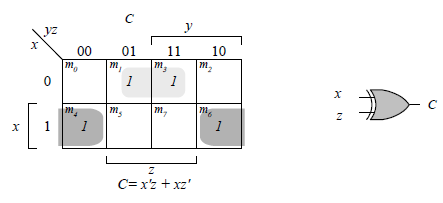 C
yz
y
x
00 01 11 10
m0 m1 m3 m2
0 1 1
x C
m4 m5 m7 m6
x 1 1 1
z
z
C= x'z + xz'